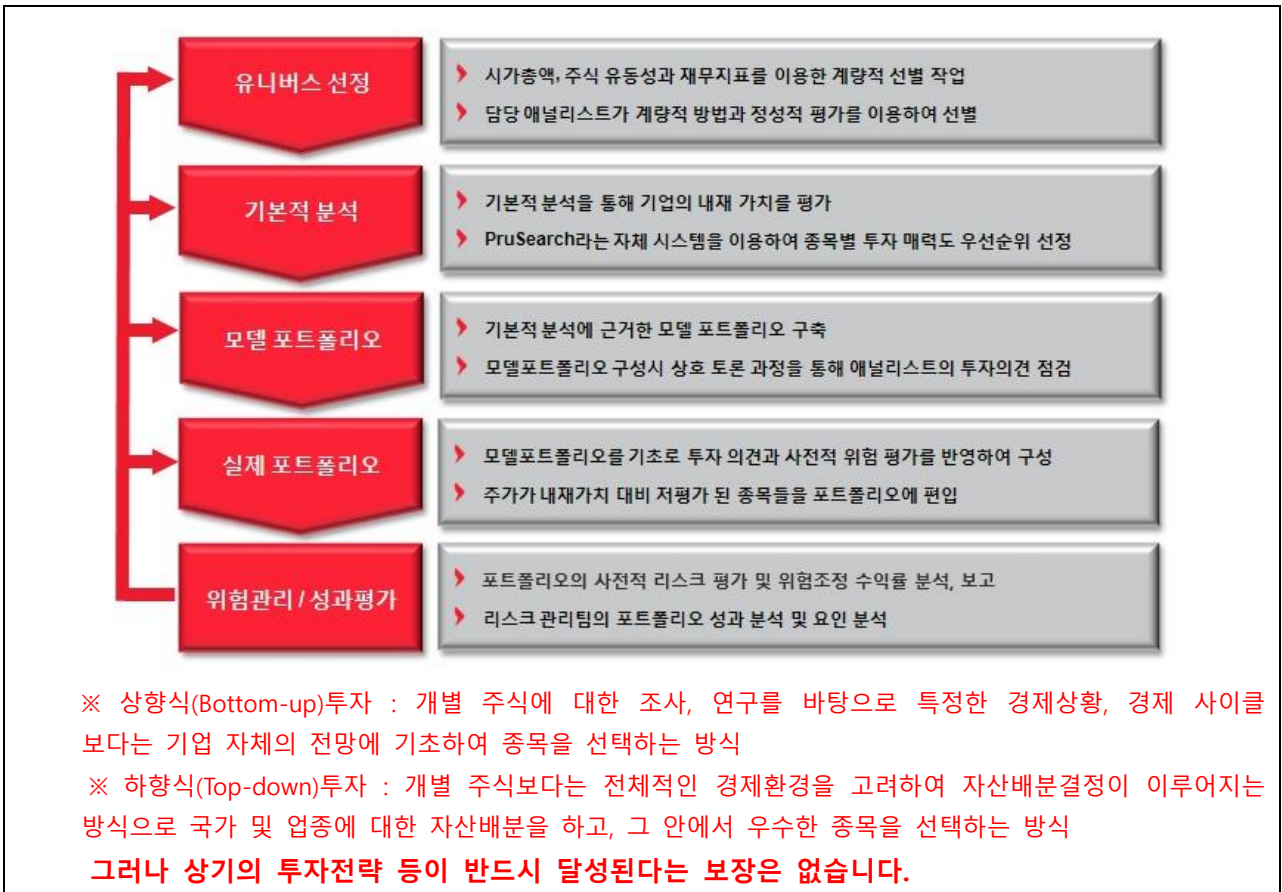 유니버스 선정
시가총액, 주식 유동성과 재무지표를 이용한 계량적 선별 작업
담당 애널리스트가 계량적 방법과 정성적 평가를 이용하여 선별
기본적 분석
기본적 분석을 통해 기업의 내재 가치를 평가
PruSearch라는 자체 시스템을 이용하여 종목별 투자 매력도 우선순위 선정
모델 포트폴리오
기본적 분석에 근거한 모델 포트폴리오 구축
모델포트폴리오 구성시 상호 토론 과정을 통해 애널리스트의 투자의견 점검
실제 포트폴리오
모델포트폴리오를 기초로 투자 의견과 사전적 위험 평가를 반영하여 구성
주가가 내재가치 대비 저평가 된 종목들을 포트폴리오에 편입
위험관리 / 성과평가
포트폴리오의 사전적 리스크 평가 및 위험조정 수익률 분석, 보고
리스크 관리팀의 포트폴리오 성과 분석 및 요인 분석
※ 상향식(Bottom-up)투자 : 개별 주식에 대한 조사, 연구를 바탕으로 특정한 경제상황, 경제 사이클
보다는 기업 자체의 전망에 기초하여 종목을 선택하는 방식
※ 하향식(Top-down)투자 : 개별 주식보다는 전체적인 경제환경을 고려하여 자산배분결정이 이루어지는
방식으로 국가 및 업종에 대한 자산배분을 하고, 그 안에서 우수한 종목을 선택하는 방식
그러나 상기의 투자전략 등이 반드시 달성된다는 보장은 없습니다.